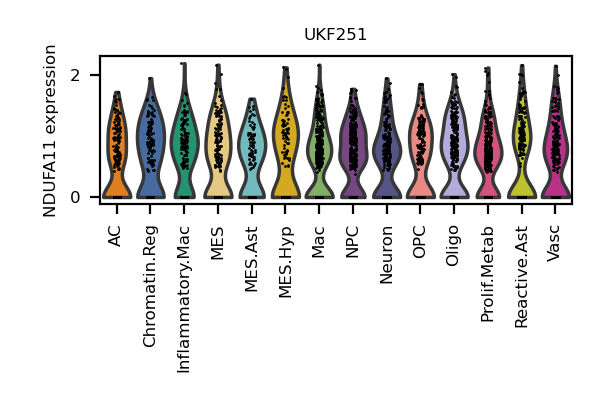 UKF251
NDUFA11 expression
2
0
AC
Chromatin.Reg
Inflammatory.Mac
MES
MES.Ast
MES.Hyp
Mac
NPC
Neuron
OPC
Oligo
Prolif.Metab
Reactive.Ast
Vasc